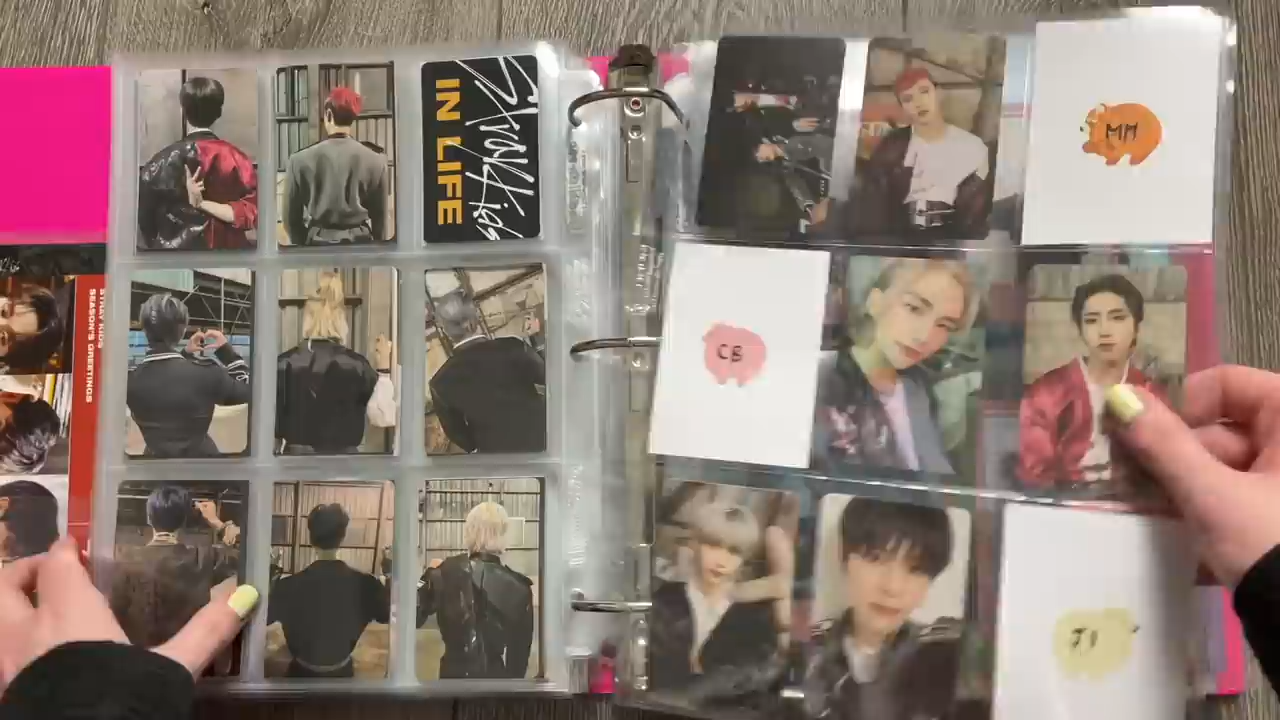 Stray Kids
IN LIFE
MM
CB
STRAY KIDS
SEASON'S GREETINGS